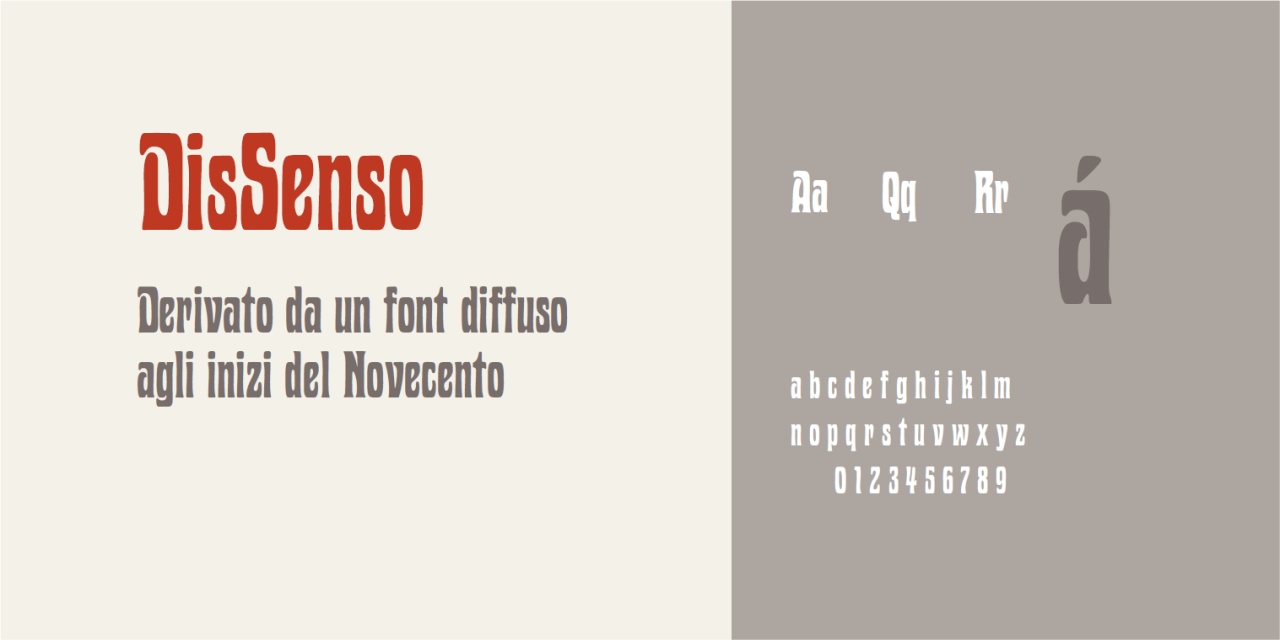 DisSenso
Derivato da un font diffuso
agli inizi del Novecento
Aa Qq Rr á
a b c d e f g h i j k l m
n o p q r s t u v w x y z
0 1 2 3 4 5 6 7 8 9